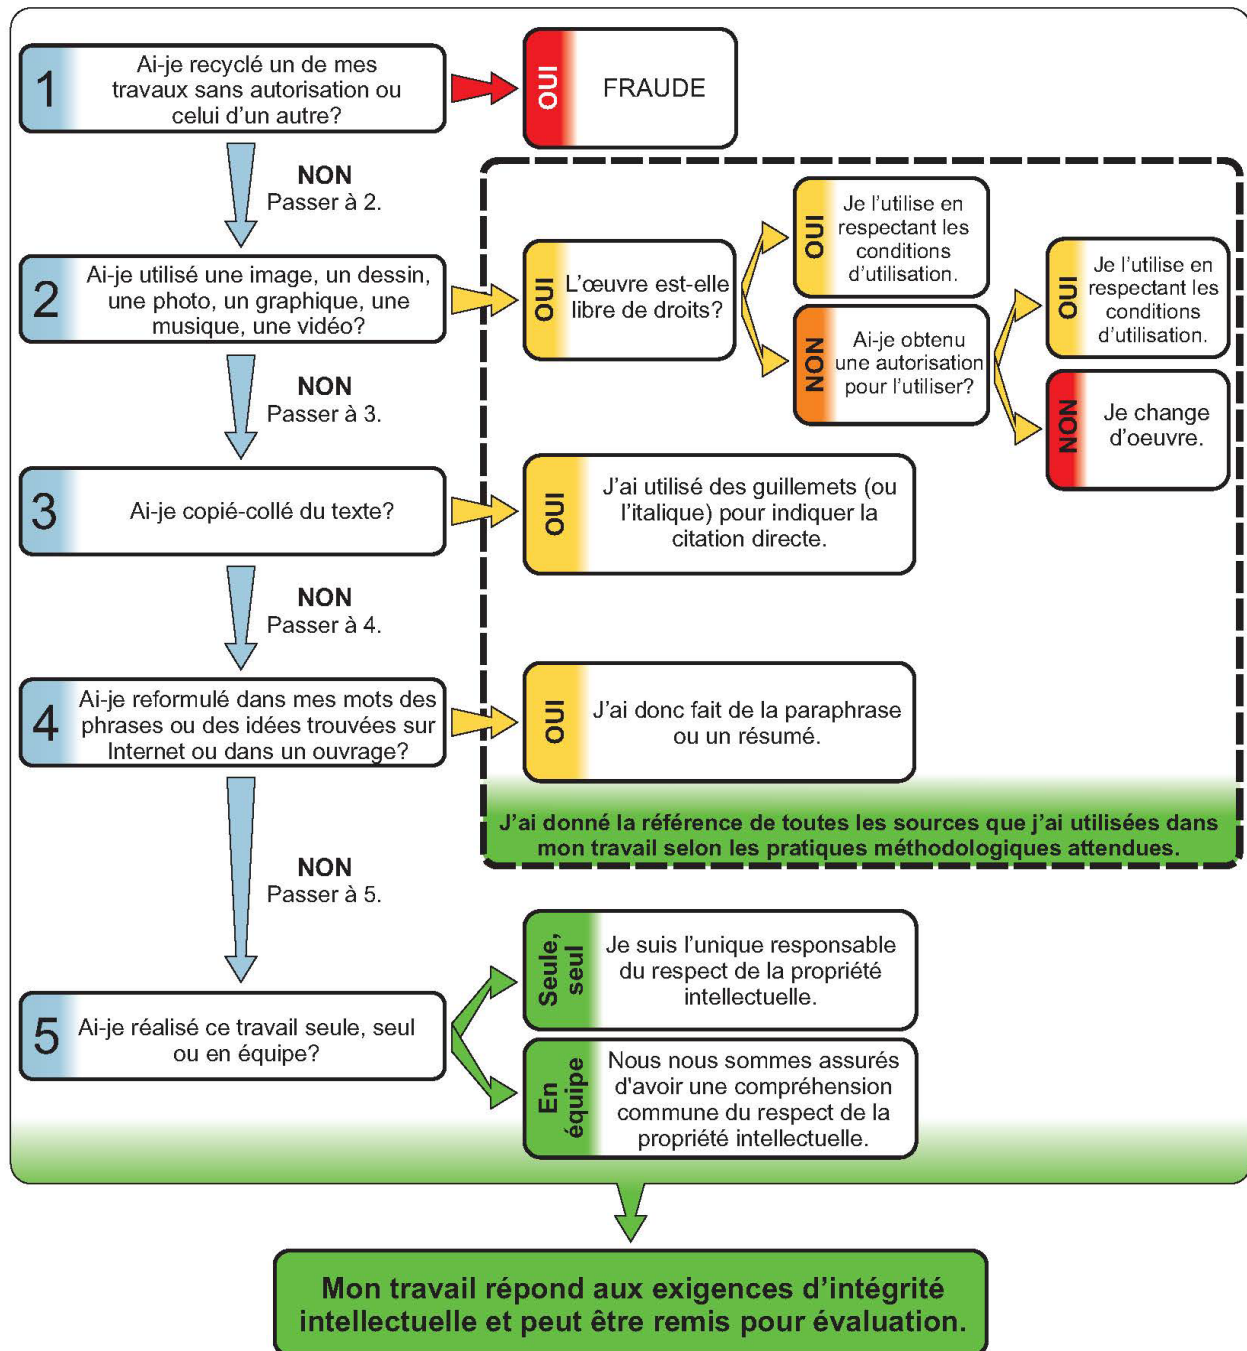 1
Ai-je recyclé un de mes
travaux sans autorisation ou
celui d'un autre?
OUI
FRAUDE
NON
Passer à 2.
2
Ai-je utilisé une image, un dessin,
une photo, un graphique, une
musique, une vidéo?
OUI
L'œuvre est-elle
libre de droits?
OUI
Je l'utilise en
respectant les
conditions
d'utilisation.
NON
Ai-je obtenu
une autorisation
pour l'utiliser?
OUI
Je l'utilise en
respectant les
conditions
d'utilisation.
NON
Je change
d'oeuvre.
NON
Passer à 3.
3
Ai-je copié-collé du texte?
OUI
J'ai utilisé des guillemets (ou
l'italique) pour indiquer la
citation directe.
NON
Passer à 4.
4
Ai-je reformulé dans mes mots des
phrases ou des idées trouvées sur
Internet ou dans un ouvrage?
OUI
J'ai donc fait de la paraphrase
ou un résumé.
J'ai donné la référence de toutes les sources que j'ai utilisées dans
mon travail selon les pratiques méthodologiques attendues.
NON
Passer à 5.
5
Ai-je réalisé ce travail seule, seul
ou en équipe?
Seule,
seul
Je suis l'unique responsable
du respect de la propriété
intellectuelle.
En
équipe
Nous nous sommes assurés
d'avoir une compréhension
commune du respect de la
propriété intellectuelle.
Mon travail répond aux exigences d'intégrité
intellectuelle et peut être remis pour évaluation.